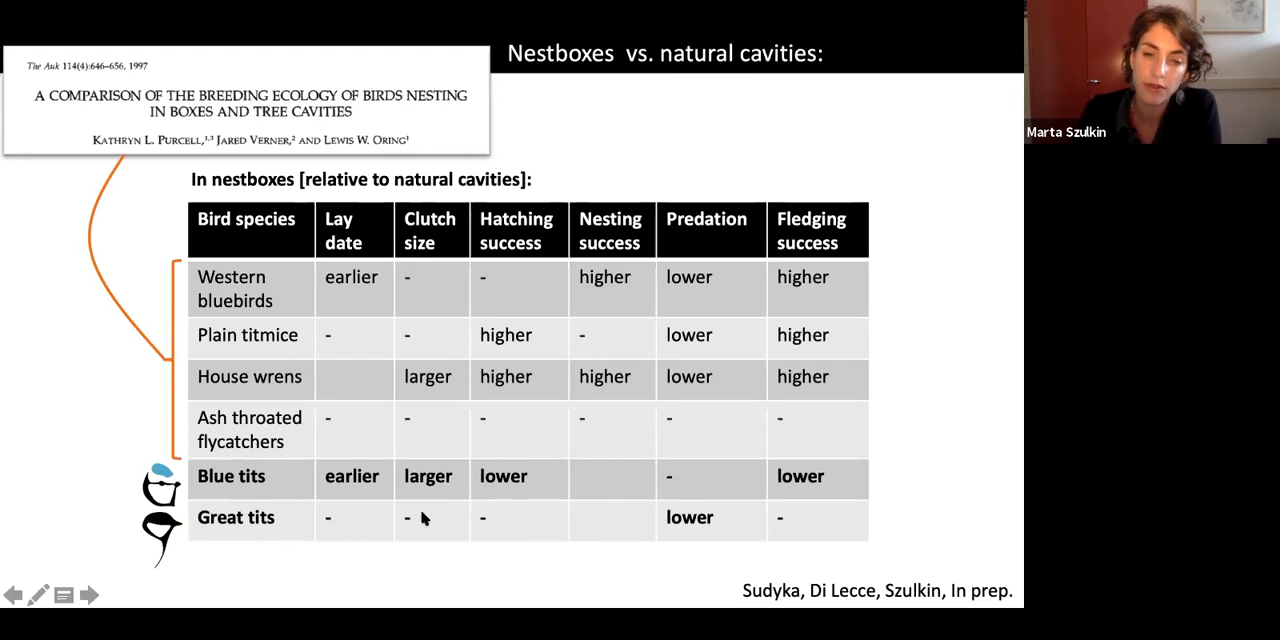 Nestboxes vs. natural cavities:
The Auk 114(4):646–656, 1997
A COMPARISON OF THE BREEDING ECOLOGY OF BIRDS NESTING
IN BOXES AND TREE CAVITIES
KATHRYN L. PURCELL,¹,³ JARED VERNER,² AND LEWIS W. ORING¹
Marta Szulkin
In nestboxes [relative to natural cavities]:
Bird species Lay date Clutch size Hatching success Nesting success Predation Fledging success
Western bluebirds earlier - - higher lower higher
Plain titmice - - higher - lower higher
House wrens larger higher higher lower higher
Ash throated flycatchers - - - - - -
Blue tits earlier larger lower - lower
Great tits - - - lower -
Sudyka, Di Lecce, Szulkin, In prep.